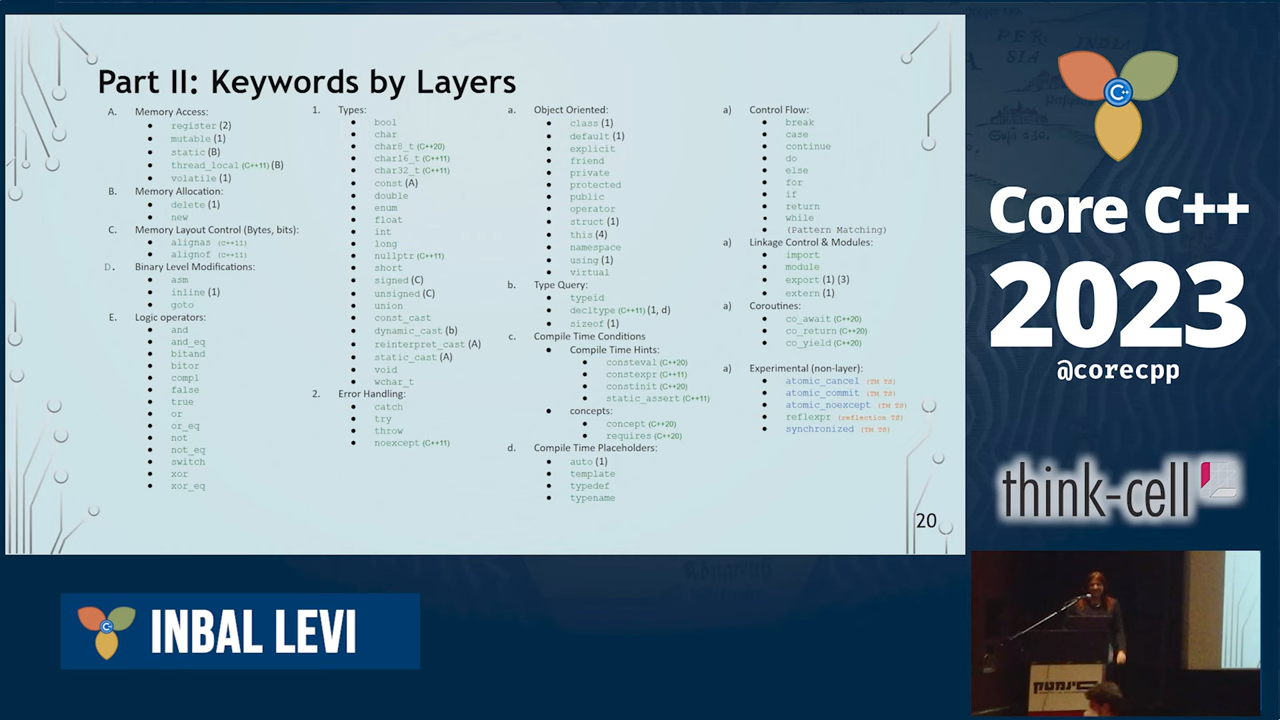 Part II: Keywords by Layers
A. Memory Access:
• register (2)
• mutable (1)
• static (B)
• thread_local (C++11) (B)
• volatile (1)
B. Memory Allocation:
• delete (1)
• new
C. Memory Layout Control (Bytes, bits):
• alignas (C++11)
• alignof (C++11)
D. Binary Level Modifications:
• asm
• inline (1)
• goto
E. Logic operators:
• and
• and_eq
• bitand
• bitor
• compl
• false
• true
• or
• or_eq
• not
• not_eq
• switch
• xor
• xor_eq
1. Types:
• bool
• char
• char8_t (C++20)
• char16_t (C++11)
• char32_t (C++11)
• const (A)
• double
• enum
• float
• int
• long
• nullptr (C++11)
• short
• signed (C)
• unsigned (C)
• union
• const_cast
• dynamic_cast (b)
• reinterpret_cast (A)
• static_cast (A)
• void
• wchar_t
2. Error Handling:
• catch
• try
• throw
• noexcept (C++11)
a. Object Oriented:
• class (1)
• default (1)
• explicit
• friend
• private
• protected
• public
• operator
• struct (1)
• this (4)
• namespace
• using (1)
• virtual
b. Type Query:
• typeid
• decltype (C++11) (1, d)
• sizeof (1)
c. Compile Time Conditions
• Compile Time Hints:
• consteval (C++20)
• constexpr (C++11)
• constinit (C++20)
• static_assert (C++11)
• concepts:
• concept (C++20)
• requires (C++20)
d. Compile Time Placeholders:
• auto (1)
• template
• typedef
• typename
a) Control Flow:
• break
• case
• continue
• do
• else
• for
• if
• return
• while
• (Pattern Matching)
a) Linkage Control & Modules:
• import
• module
• export (1) (3)
• extern (1)
a) Coroutines:
• co_await (C++20)
• co_return (C++20)
• co_yield (C++20)
a) Experimental (non-layer):
• atomic_cancel (TM TS)
• atomic_commit (TM TS)
• atomic_noexcept (TM TS)
• reflexpr (reflection TS)
• synchronized (TM TS)
20
C++
Core C++
2023
@corecpp
think-cell
INBAL LEVI
סינמטק